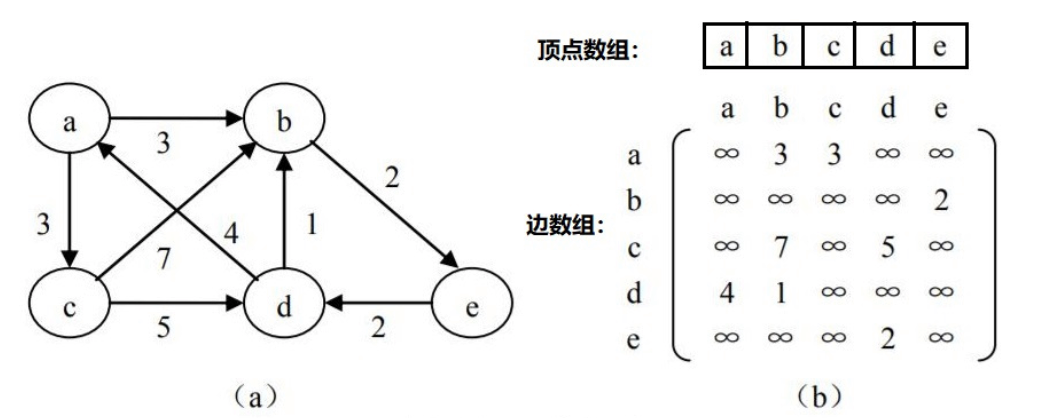 顶点数组： a b c d e
a b c d e
a ∞ 3 3 ∞ ∞
b ∞ ∞ ∞ ∞ 2
边数组：
c ∞ 7 ∞ 5 ∞
d 4 1 ∞ ∞ ∞
e ∞ ∞ ∞ 2 ∞
a 3 b
2
3 4 1
7
c 5 d 2 e
(a)
(b)